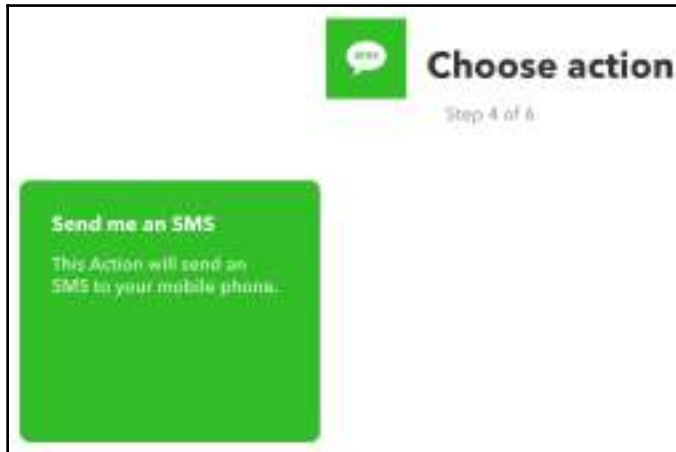 SMS
Choose action
Step 4 of 6
Send me an SMS
This Action will send an
SMS to your mobile phone.